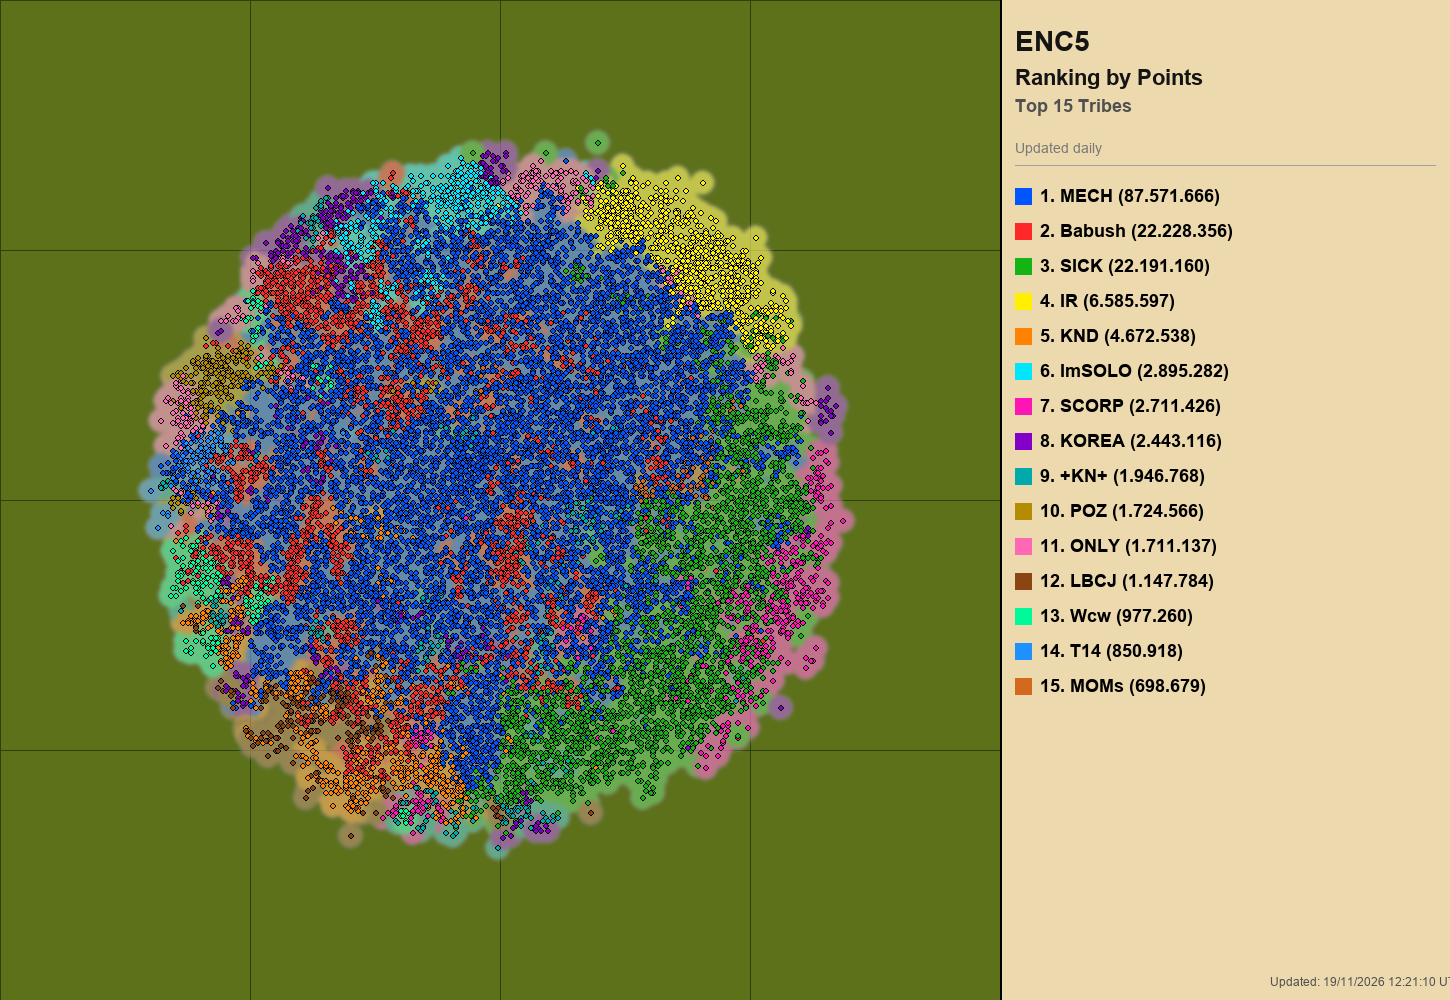 ENC5
Ranking by Points
Top 15 Tribes
Updated daily
1. MECH (87.571.666)
2. Babush (22.228.356)
3. SICK (22.191.160)
4. IR (6.585.597)
5. KND (4.672.538)
6. ImSOLO (2.895.282)
7. SCORP (2.711.426)
8. KOREA (2.443.116)
9. +KN+ (1.946.768)
10. POZ (1.724.566)
11. ONLY (1.711.137)
12. LBCJ (1.147.784)
13. Wcw (977.260)
14. T14 (850.918)
15. MOMs (698.679)
Updated: 19/11/2026 12:21:10 U